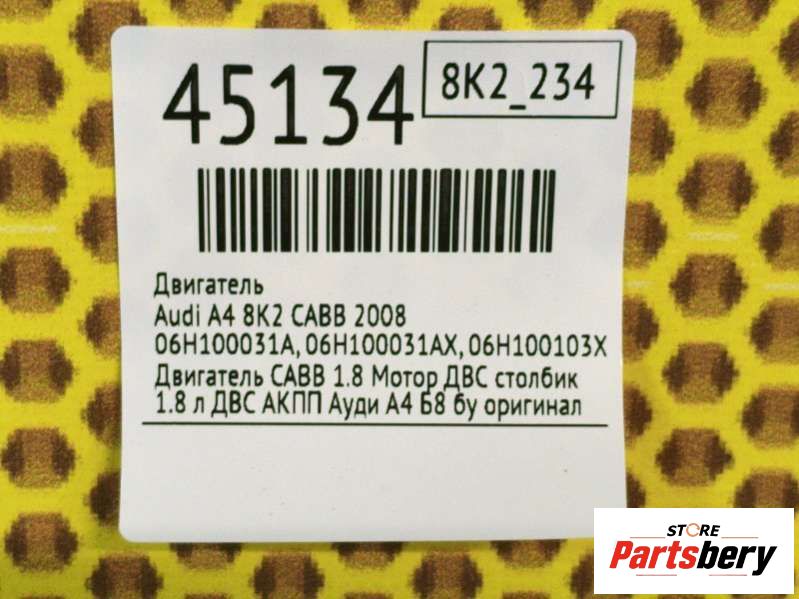 45134
8K2_234
Двигатель
Audi A4 8K2 CABB 2008
06H100031A, 06H100031AX, 06H100103X
Двигатель CABB 1.8 Мотор ДВС столбик
1.8 л ДВС АКПП Ауди А4 Б8 бу оригинал
STORE
Partsbery